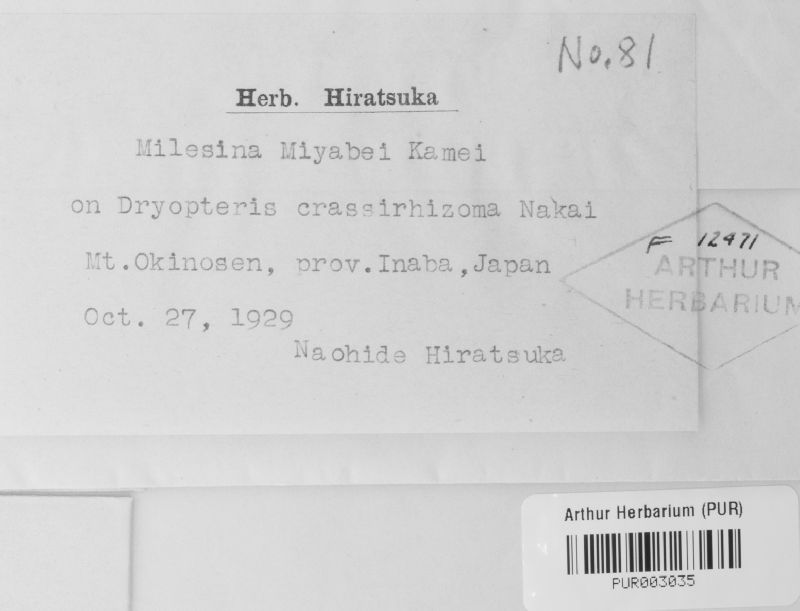 No. 81
Herb. Hiratsuka
Milesina Miyabei Kamei
on Dryopteris crassirhizoma Nakai
Mt.Okinosen, prov.Inaba,Japan
Oct. 27, 1929
Naohide Hiratsuka
F 12471
ARTHUR
HERBARIUM
Arthur Herbarium (PUR)
PUR003035